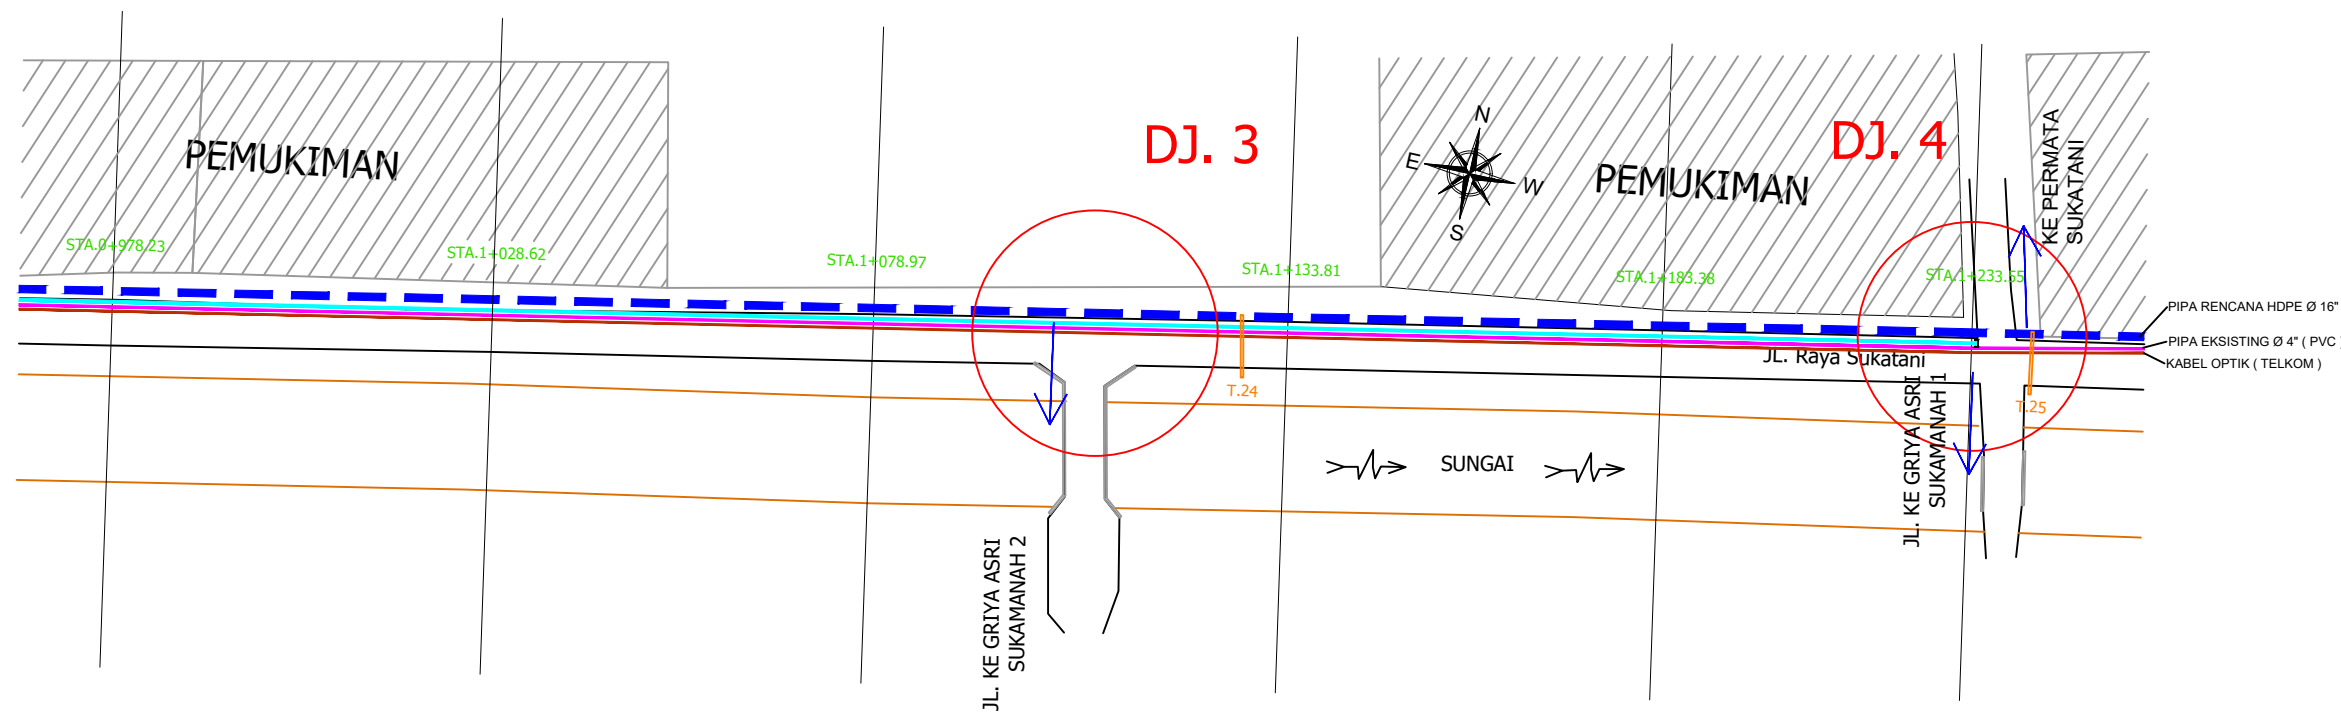 DJ. 3
DJ. 4
PEMUKIMAN
PEMUKIMAN
N
E
W
S
KE PERMATA
SUKATANI
STA.0+978.23
STA.1+028.62
STA.1+078.97
STA.1+133.81
STA.1+183.38
STA.1+233.55
PIPA RENCANA HDPE Ø 16"
PIPA EKSISTING Ø 4" ( PVC )
KABEL OPTIK ( TELKOM )
JL. Raya Sukatani
T.24
T.25
SUNGAI
JL. KE GRIYA ASRI
SUKAMANAH 1
JL. KE GRIYA ASRI
SUKAMANAH 2